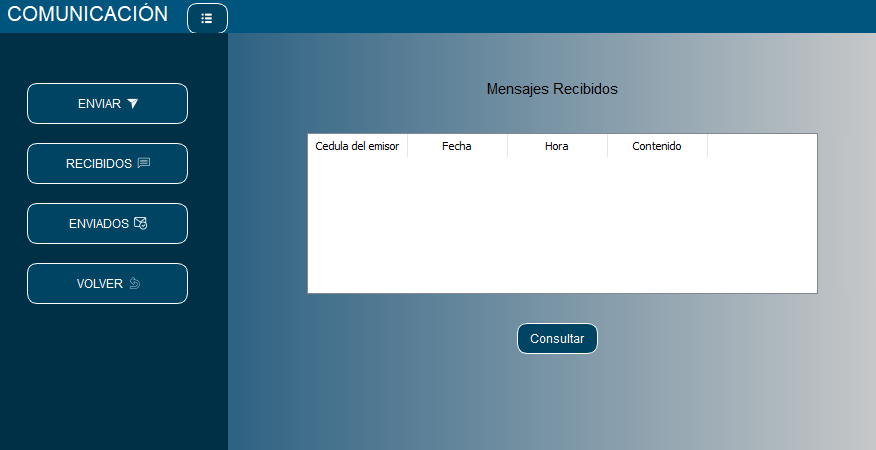 COMUNICACIÓN
ENVIAR
RECIBIDOS
ENVIADOS
VOLVER
Mensajes Recibidos
Cedula del emisor Fecha Hora Contenido
Consultar